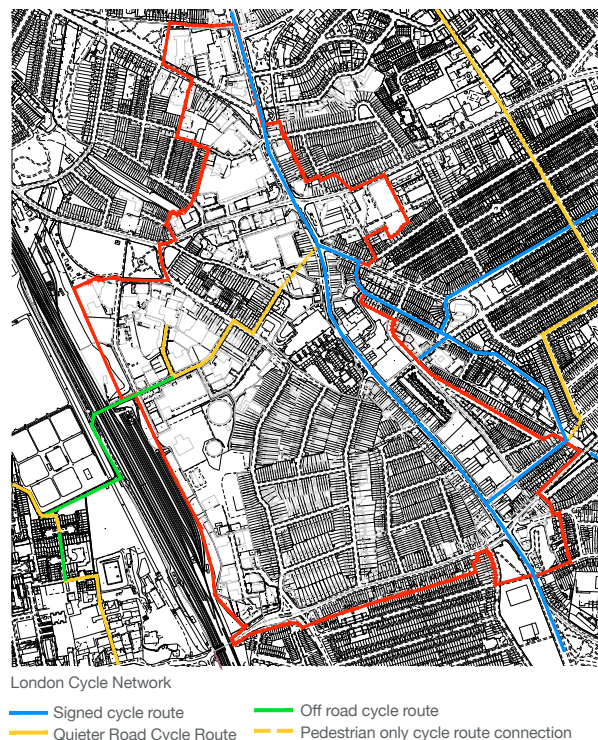 London Cycle Network
Signed cycle route
Off road cycle route
Quieter Road Cycle Route
Pedestrian only cycle route connection